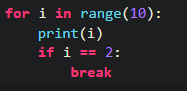 for i in range(10):
    print(i)
    if i == 2:
        break